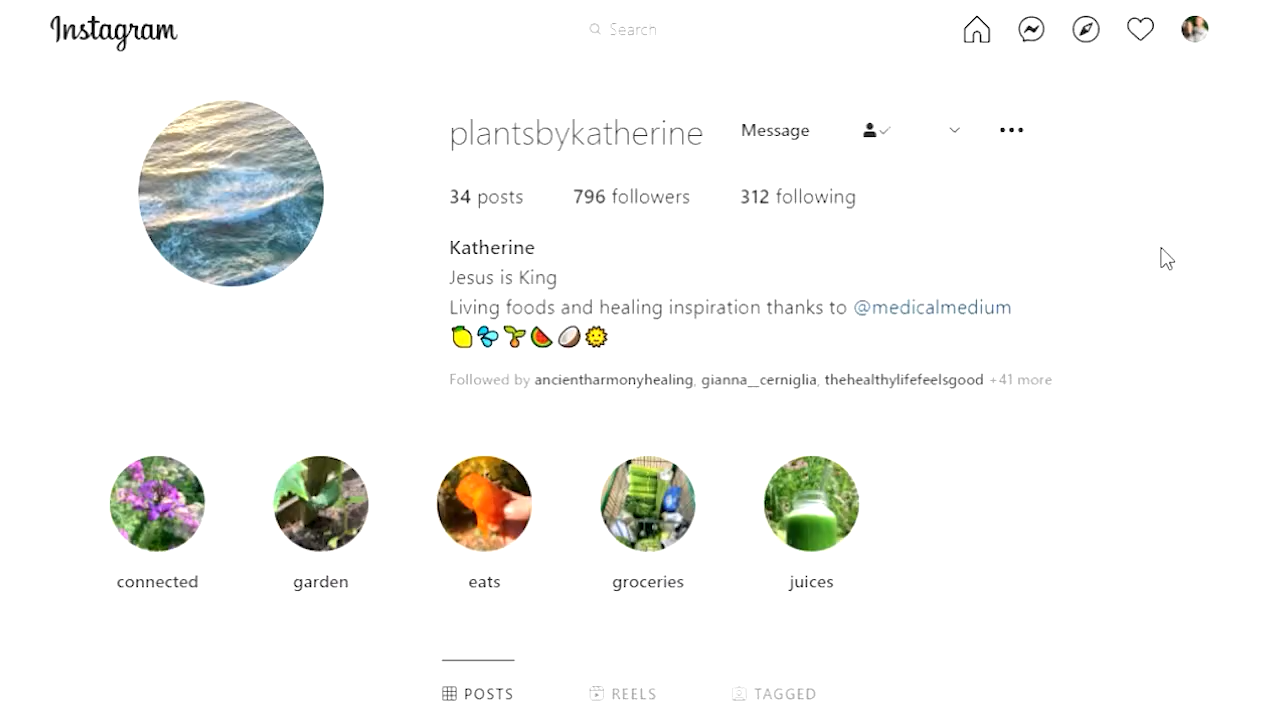 Instagram
Search
plantsbykatherine Message
34 posts 796 followers 312 following
Katherine
Jesus is King
Living foods and healing inspiration thanks to @medicalmedium
🍋💦🌱🍉🥥🌞
Followed by ancientharmonyhealing, gianna__cerniglia, thehealthylifefeelsgood +41 more
connected garden eats groceries juices
POSTS REELS TAGGED